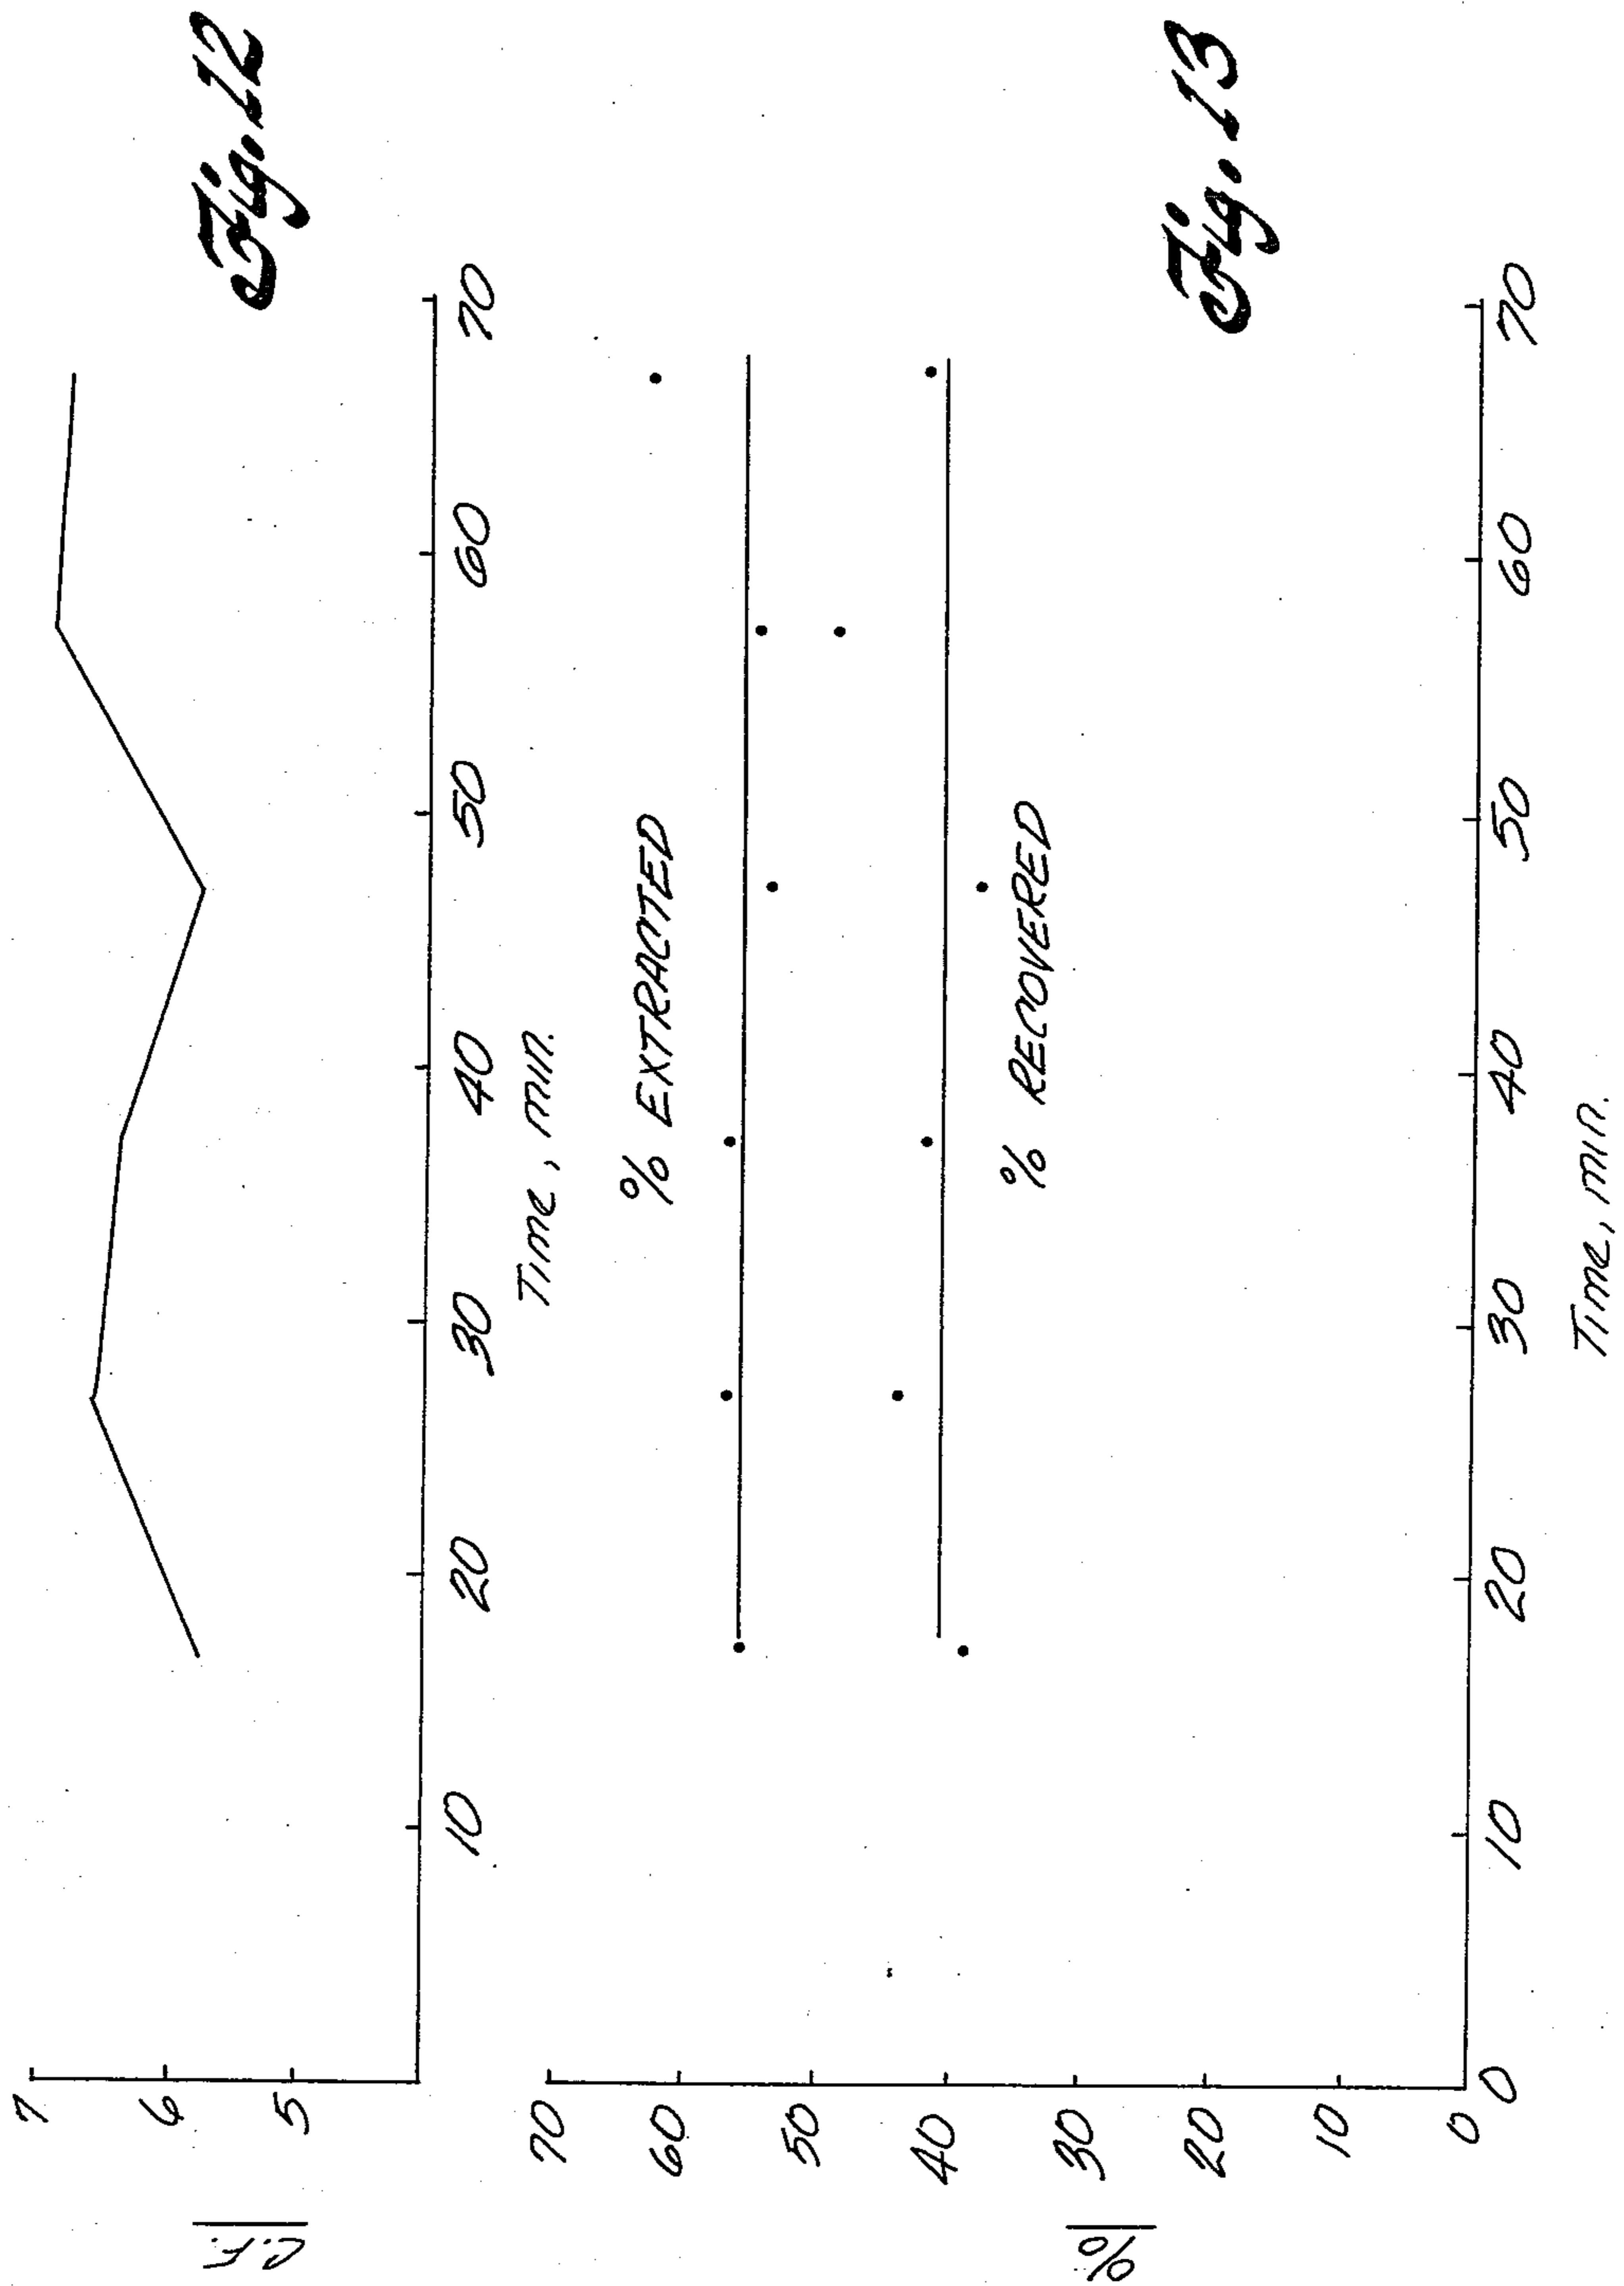 Fig. 12
C.F.
7
6
5
10 20 30 40 50 60 70
Time, min.
Fig. 13
%
70
60
50
40
30
20
10
0
% EXTRACTED
% RECOVERED
0 10 20 30 40 50 60 70
Time, min.